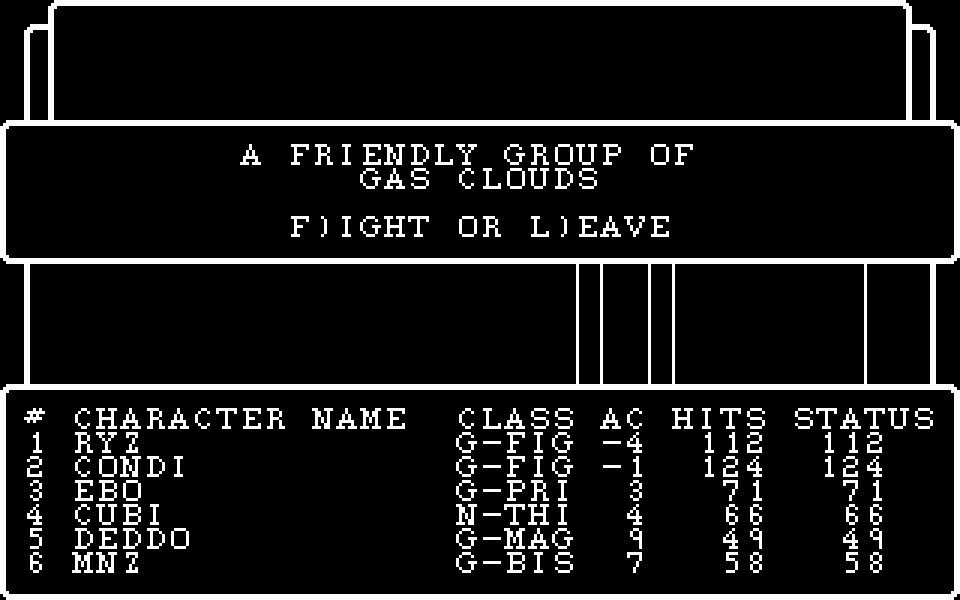 A FRIENDLY GROUP OF
GAS CLOUDS
F)IGHT OR L)EAVE
# CHARACTER NAME CLASS AC HITS STATUS
1 RYZ G-FIG -4 112 112
2 CONDI G-FIG -1 124 124
3 EBO G-PRI 3 71 71
4 CUBI N-THI 4 66 66
5 DEDDO G-MAG 9 49 49
6 MNZ G-BIS 7 58 58